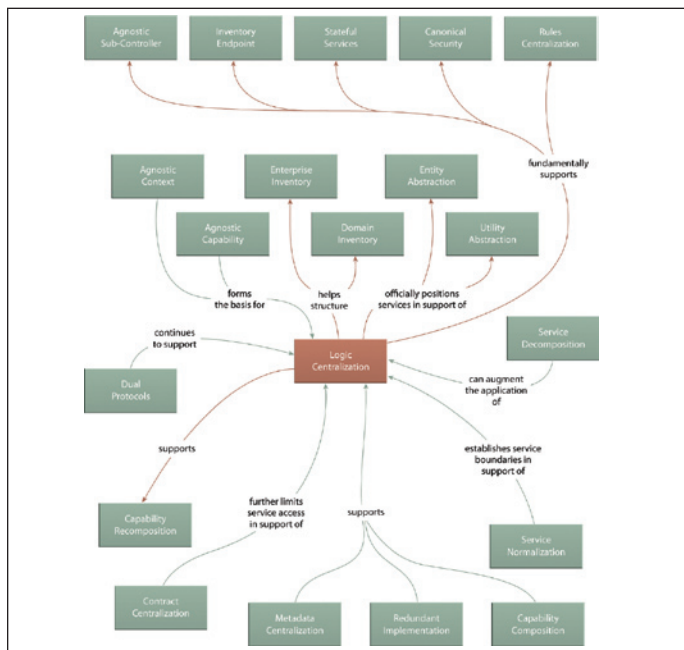 Agnostic
Sub-Controller
Inventory
Endpoint
Stateful
Services
Canonical
Security
Rules
Centralization
fundamentally
supports
Agnostic
Context
Enterprise
Inventory
Entity
Abstraction
Agnostic
Capability
Domain
Inventory
Utility
Abstraction
forms
the basis for
helps
structure
officially positions
services in support of
continues
to support
Logic
Centralization
Service
Decomposition
Dual
Protocols
can augment
the application
of
supports
establishes service
boundaries in
support of
further limits
service access
in support of
supports
Capability
Recomposition
Service
Normalization
Contract
Centralization
Metadata
Centralization
Redundant
Implementation
Capability
Composition